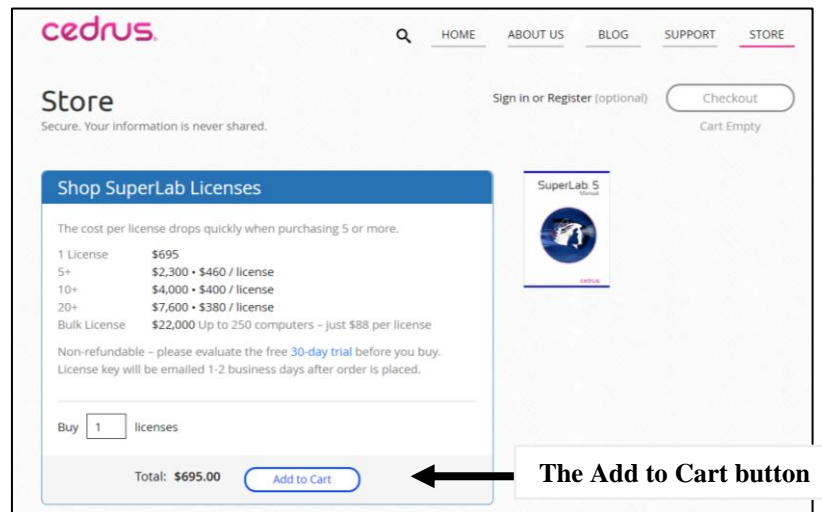 cedrus.
HOME ABOUT US BLOG SUPPORT STORE
Store
Secure. Your information is never shared.
Sign in or Register (optional)
Checkout
Cart Empty
Shop SuperLab Licenses
The cost per license drops quickly when purchasing 5 or more.
1 License $695
5+ $2,300 • $460 / license
10+ $4,000 • $400 / license
20+ $7,600 • $380 / license
Bulk License $22,000 Up to 250 computers – just $88 per license
Non-refundable – please evaluate the free 30-day trial before you buy.
License key will be emailed 1-2 business days after order is placed.
Buy 1 licenses
Total: $695.00 Add to Cart
SuperLab 5
Manual
cedrus
The Add to Cart button